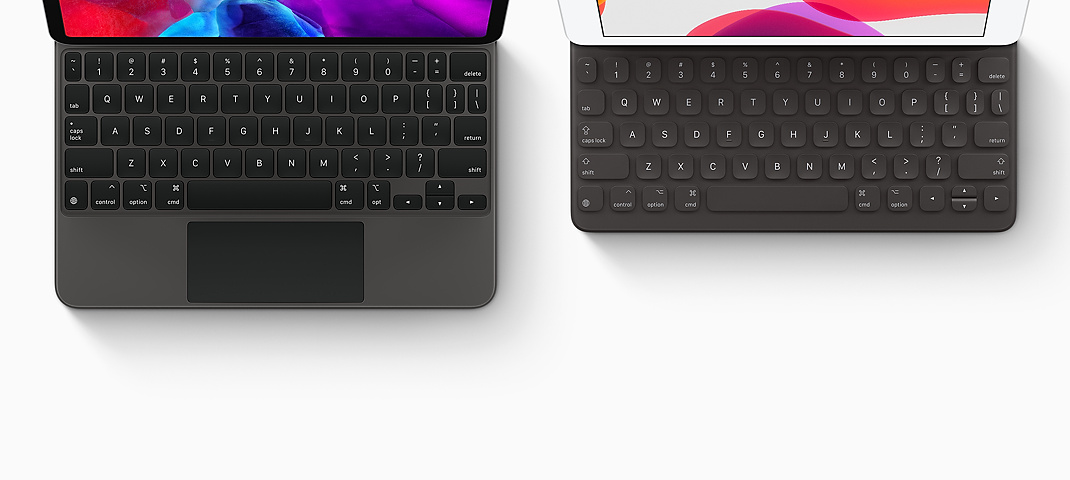 ~ ! @ # $ % ^ & * ( ) — +
` 1 2 3 4 5 6 7 8 9 0 - = delete
tab Q W E R T Y U I O P { } |
[ ] \
caps lock A S D F G H J K L : "
; ' return
shift Z X C V B N M < > ?
, . / shift
^ ⌥ ⌘ ⌘ ⌥ ▲
control option cmd cmd opt ◄ ▼ ►
~ ! @ # $ % ^ & * ( ) — +
` 1 2 3 4 5 6 7 8 9 0 - = delete
tab Q W E R T Y U I O P { } |
[ ] \
⇪ caps lock A S D F G H J K L : "
; ' return
⇧ shift Z X C V B N M < > ? ⇧
, . / shift
^ ⌥ ⌘ ⌘ ⌥ ▲
control option cmd cmd option ◄ ▼ ►